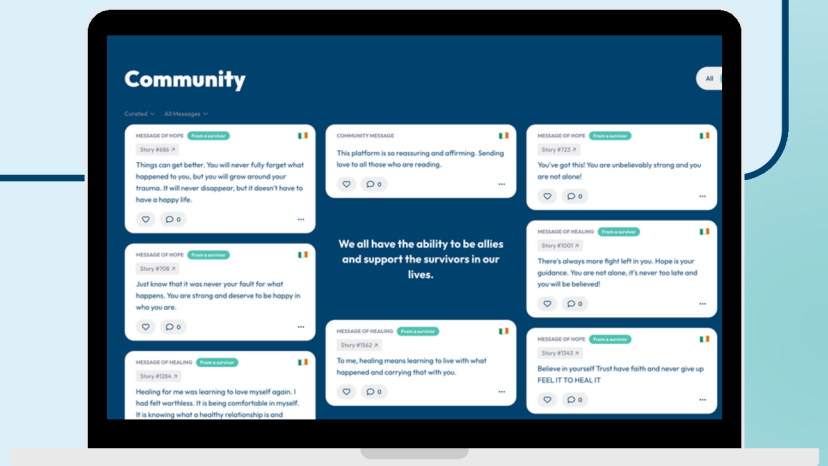 Community
All
Curated
All Messages
MESSAGE OF HOPE From a survivor
Story #686
Things can get better. You will never fully forget what
happened to you, but you will grow around your
trauma. It will never disappear, but it doesn't have to
have a happy life.
0
MESSAGE OF HOPE From a survivor
Story #708
Just know that it was never your fault for what
happens. You are strong and deserve to be happy in
who you are.
0
MESSAGE OF HEALING From a survivor
Story #1284
Healing for me was learning to love myself again. I
had felt worthless. It is being comfortable in myself.
It is knowing what a healthy relationship is and
COMMUNITY MESSAGE
This platform is so reassuring and affirming. Sending
love to all those who are reading.
0
We all have the ability to be allies
and support the survivors in our
lives.
MESSAGE OF HEALING From a survivor
Story #1562
To me, healing means learning to live with what
happened and carrying that with you.
0
MESSAGE OF HOPE From a survivor
Story #723
You've got this! You are unbelievably strong and you
are not alone!
0
MESSAGE OF HEALING From a survivor
Story #1001
There's always more fight left in you. Hope is your
guidance. You are not alone, it's never too late and
you will be believed!
0
MESSAGE OF HOPE From a survivor
Story #1343
Believe in yourself Trust have faith and never give up
FEEL IT TO HEAL IT
0